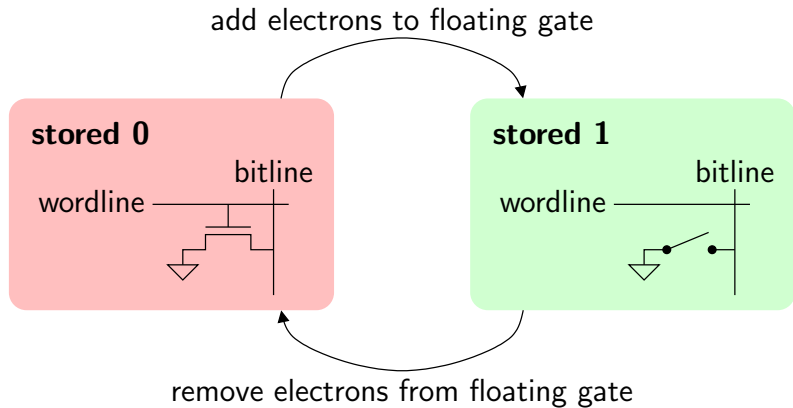 add electrons to floating gate
stored 0
bitline
wordline
stored 1
bitline
wordline
remove electrons from floating gate